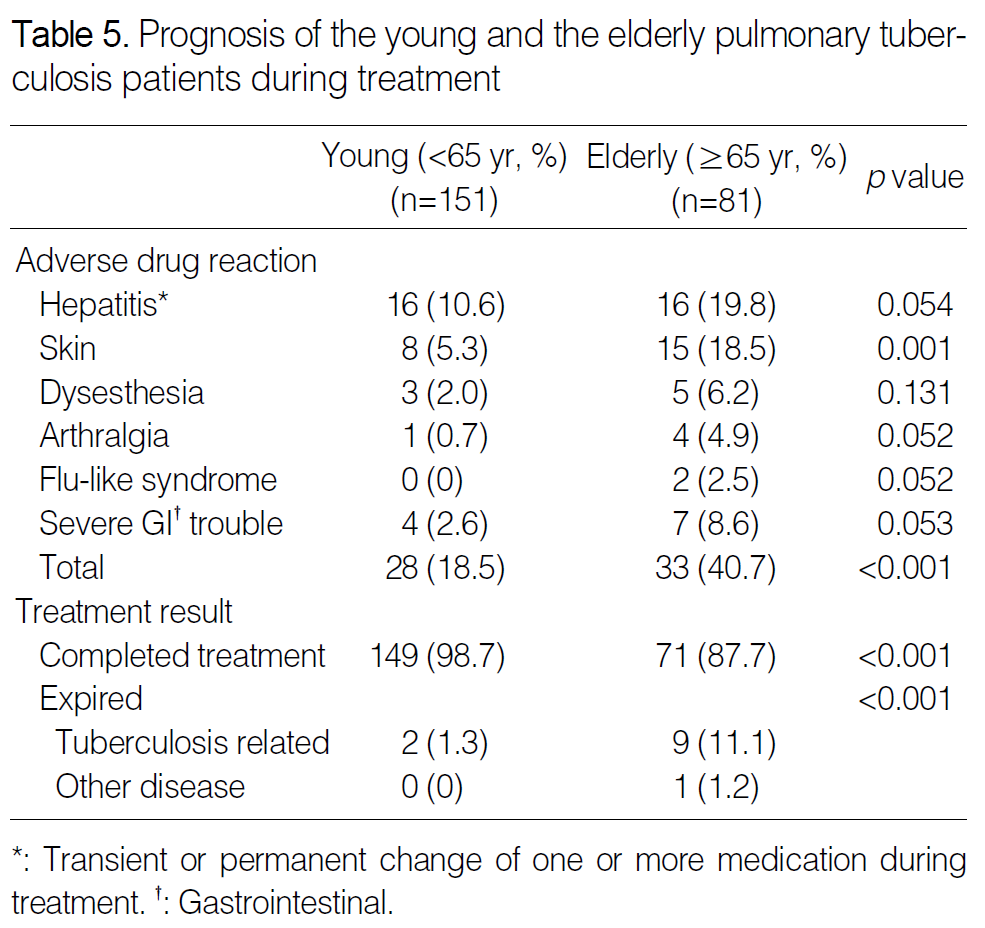 Table 5. Prognosis of the young and the elderly pulmonary tuber-
culosis patients during treatment
Young (<65 yr, %) Elderly (≥65 yr, %) p value
(n=151) (n=81)
Adverse drug reaction
Hepatitis* 16 (10.6) 16 (19.8) 0.054
Skin 8 (5.3) 15 (18.5) 0.001
Dysesthesia 3 (2.0) 5 (6.2) 0.131
Arthralgia 1 (0.7) 4 (4.9) 0.052
Flu-like syndrome 0 (0) 2 (2.5) 0.052
Severe GI† trouble 4 (2.6) 7 (8.6) 0.053
Total 28 (18.5) 33 (40.7) <0.001
Treatment result
Completed treatment 149 (98.7) 71 (87.7) <0.001
Expired <0.001
Tuberculosis related 2 (1.3) 9 (11.1)
Other disease 0 (0) 1 (1.2)
*: Transient or permanent change of one or more medication during
treatment. †: Gastrointestinal.